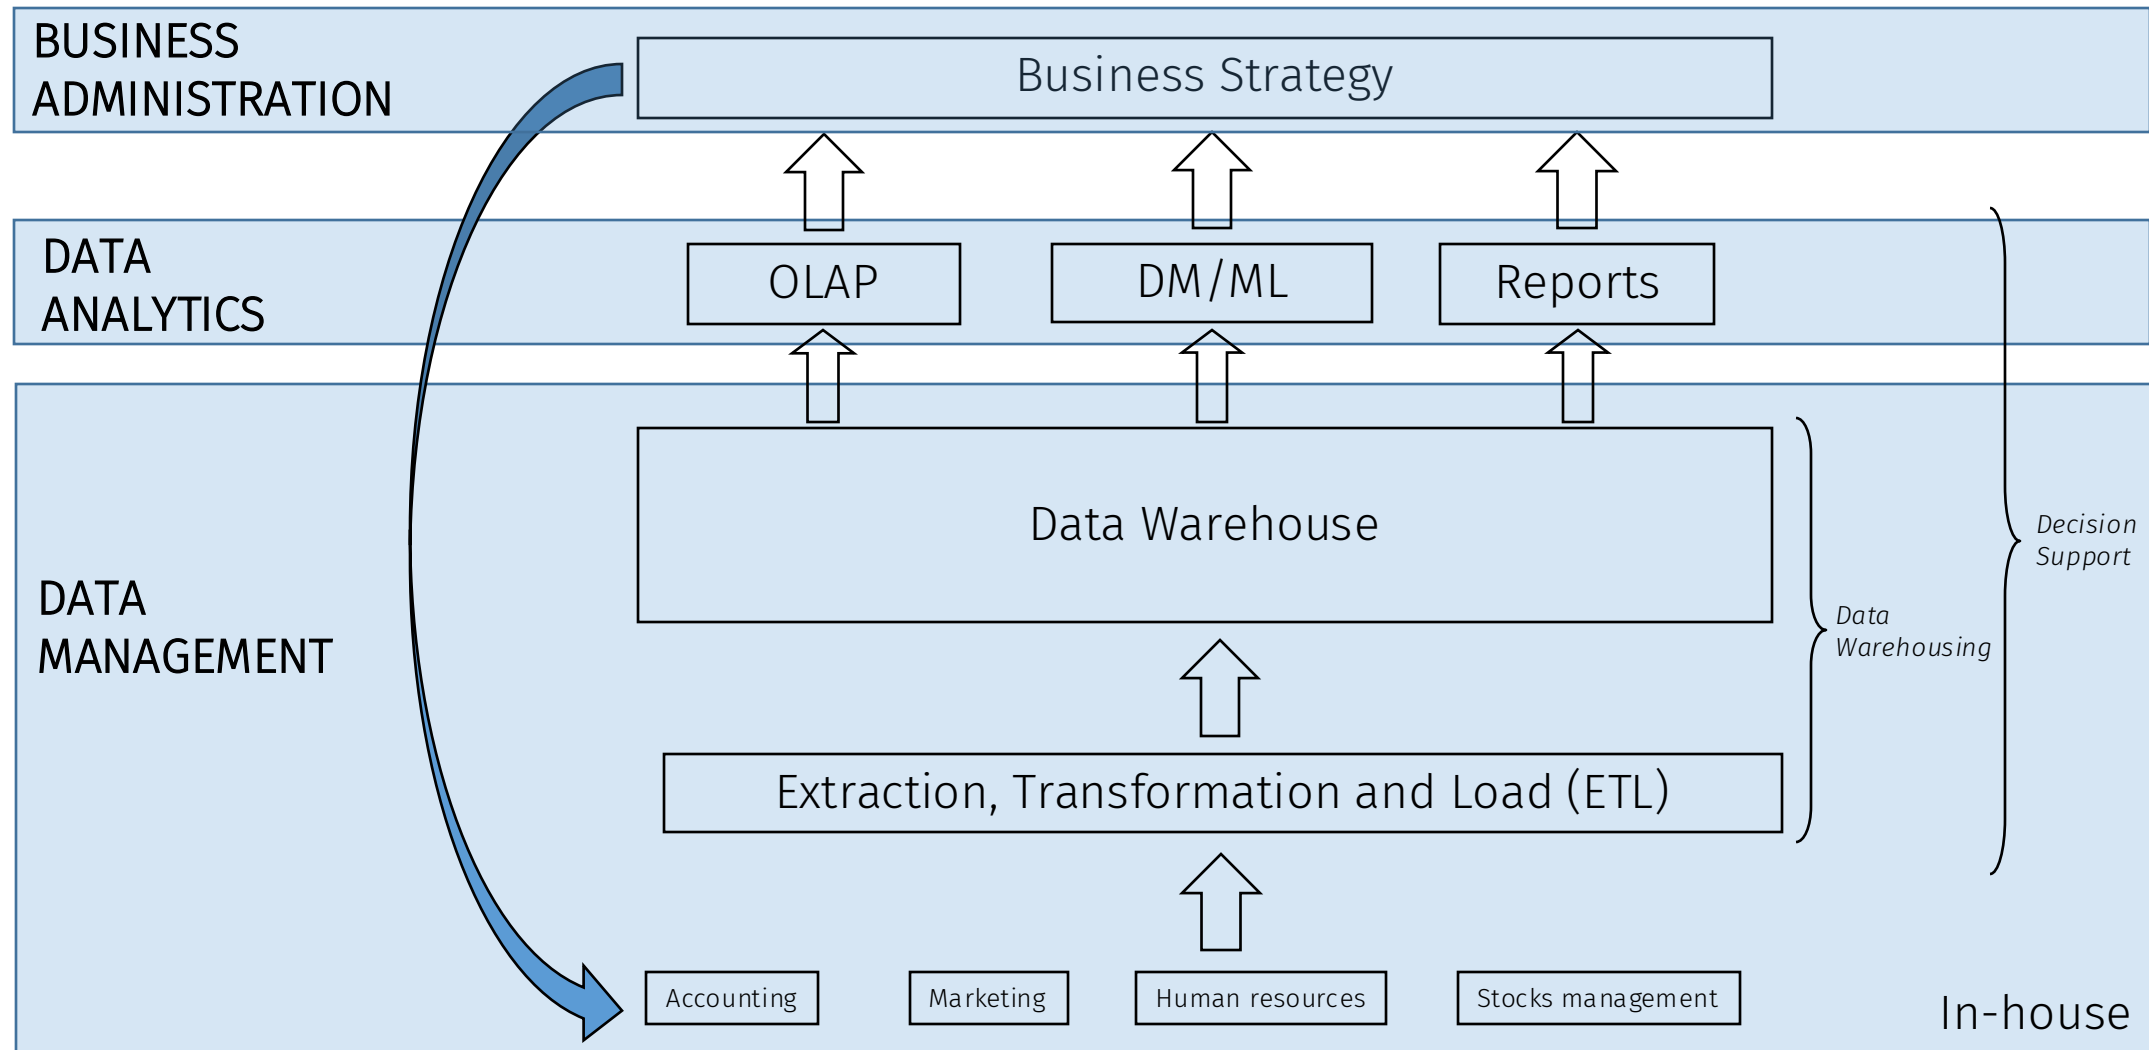 BUSINESS
ADMINISTRATION
Business Strategy
DATA
ANALYTICS
OLAP
DM/ML
Reports
DATA
MANAGEMENT
Data Warehouse
Decision
Support
Data
Warehousing
Extraction, Transformation and Load (ETL)
Accounting
Marketing
Human resources
Stocks management
In-house